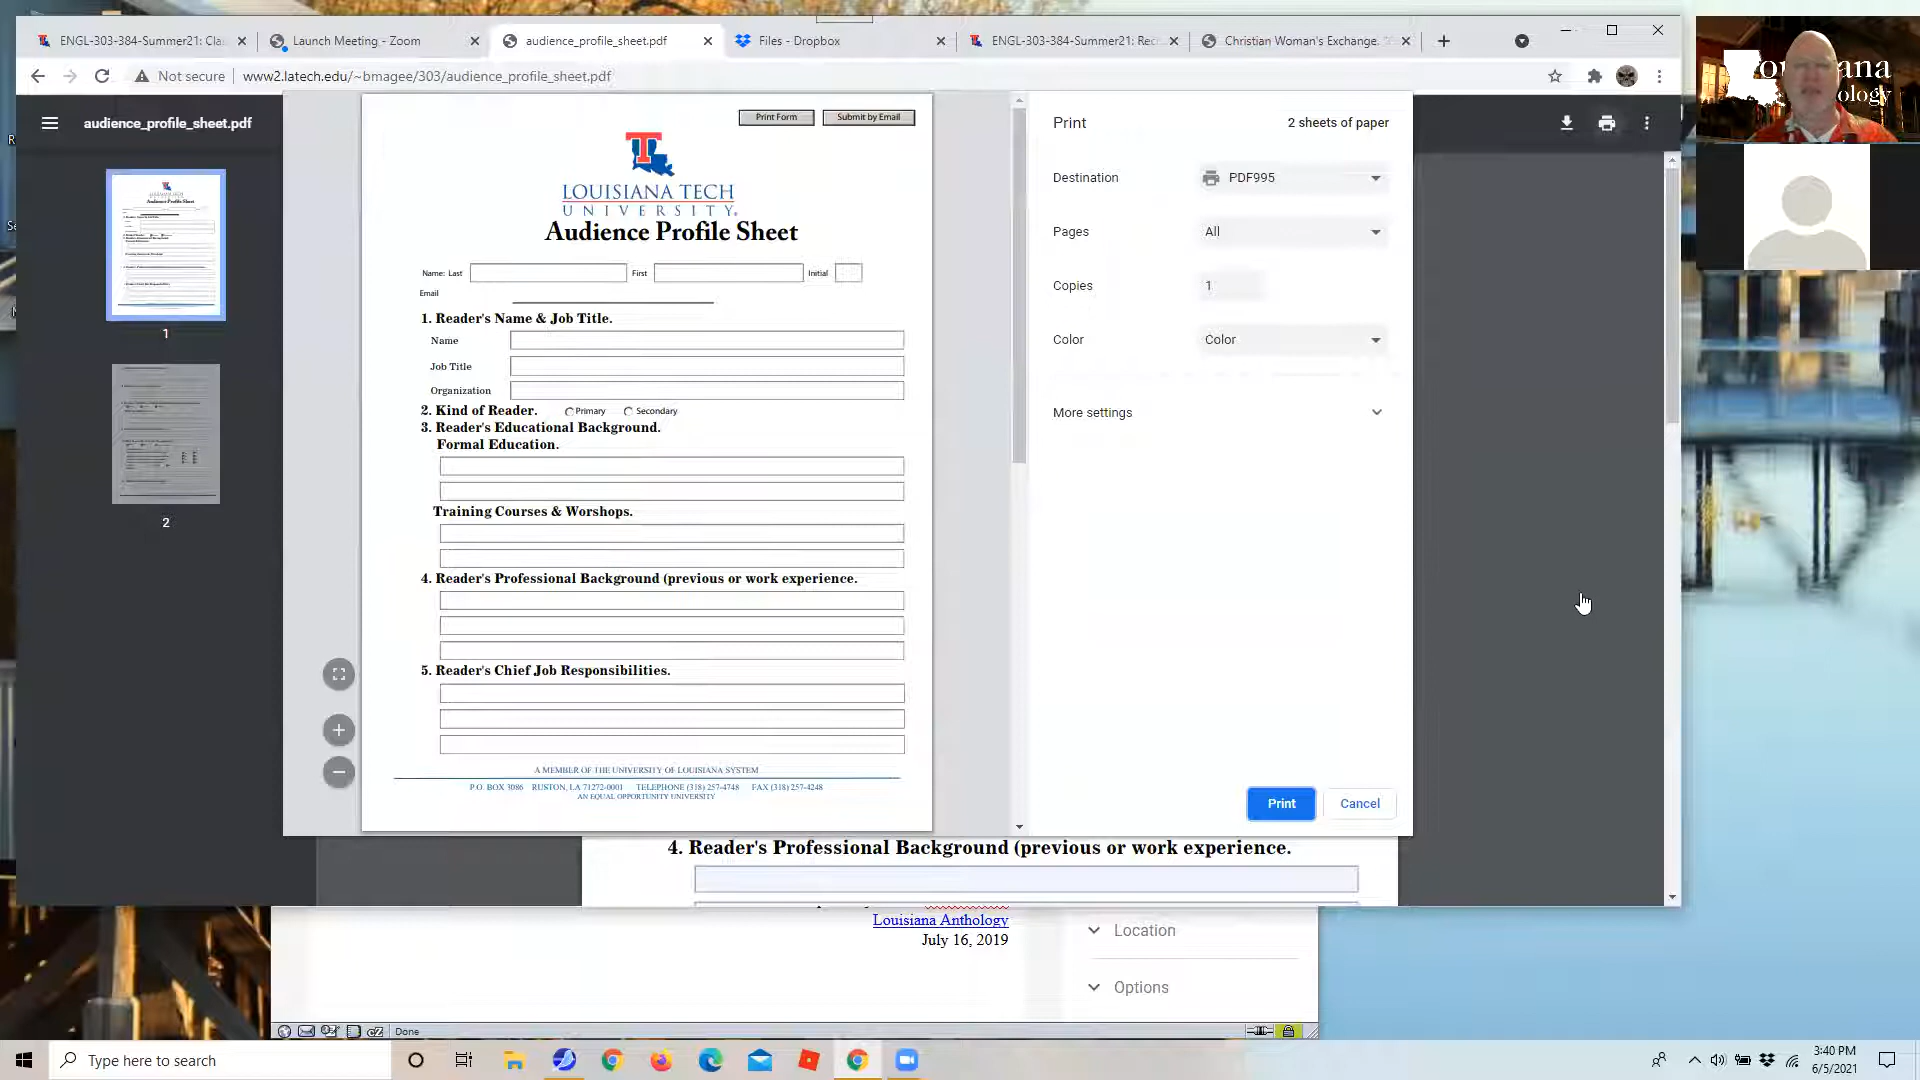 ENGL-303-384-Summer21: Cla
Launch Meeting - Zoom
audience_profile_sheet.pdf
Files - Dropbox
ENGL-303-384-Summer21: Rec
Christian Woman's Exchange.
Not secure
www2.latech.edu/~bmagee/303/audience_profile_sheet.pdf
audience_profile_sheet.pdf
1
2
Print Form
Submit by Email
LOUISIANA TECH
UNIVERSITY
Audience Profile Sheet
Name: Last
First
Initial
Email
1. Reader's Name & Job Title.
Name
Job Title
Organization
2. Kind of Reader.
Primary
Secondary
3. Reader's Educational Background.
Formal Education.
Training Courses & Worshops.
4. Reader's Professional Background (previous or work experience.
5. Reader's Chief Job Responsibilities.
A MEMBER OF THE UNIVERSITY OF LOUISIANA SYSTEM
P.O. BOX 3086 RUSTON, LA 71272-0001 TELEPHONE (318) 257-4748 FAX (318) 257-4248
AN EQUAL OPPORTUNITY UNIVERSITY
Print
2 sheets of paper
Destination
PDF995
Pages
All
Copies
1
Color
Color
More settings
Print
Cancel
4. Reader's Professional Background (previous or work experience.
Louisiana Anthology
July 16, 2019
Location
Options
Done
Type here to search
3:40 PM
6/5/2021